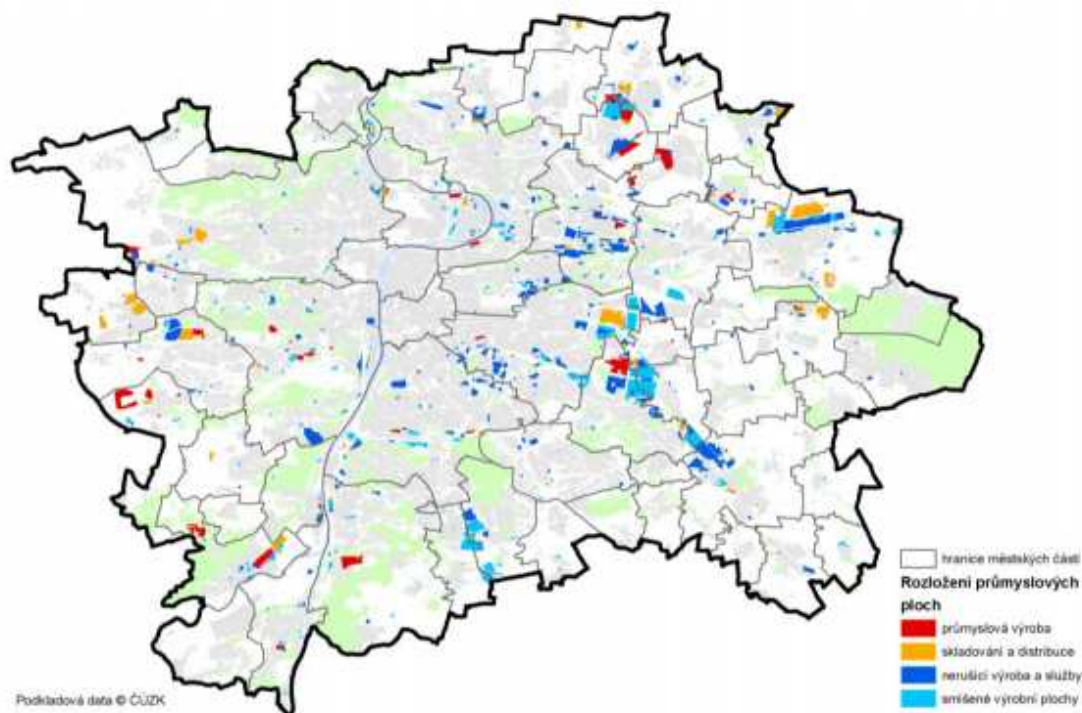 hranice městských částí
Rozložení průmyslových
ploch
průmyslová výroba
skladování a distribuce
nerušící výroba a služby
smíšené výrobní plochy
Podkladová data © ČÚZK